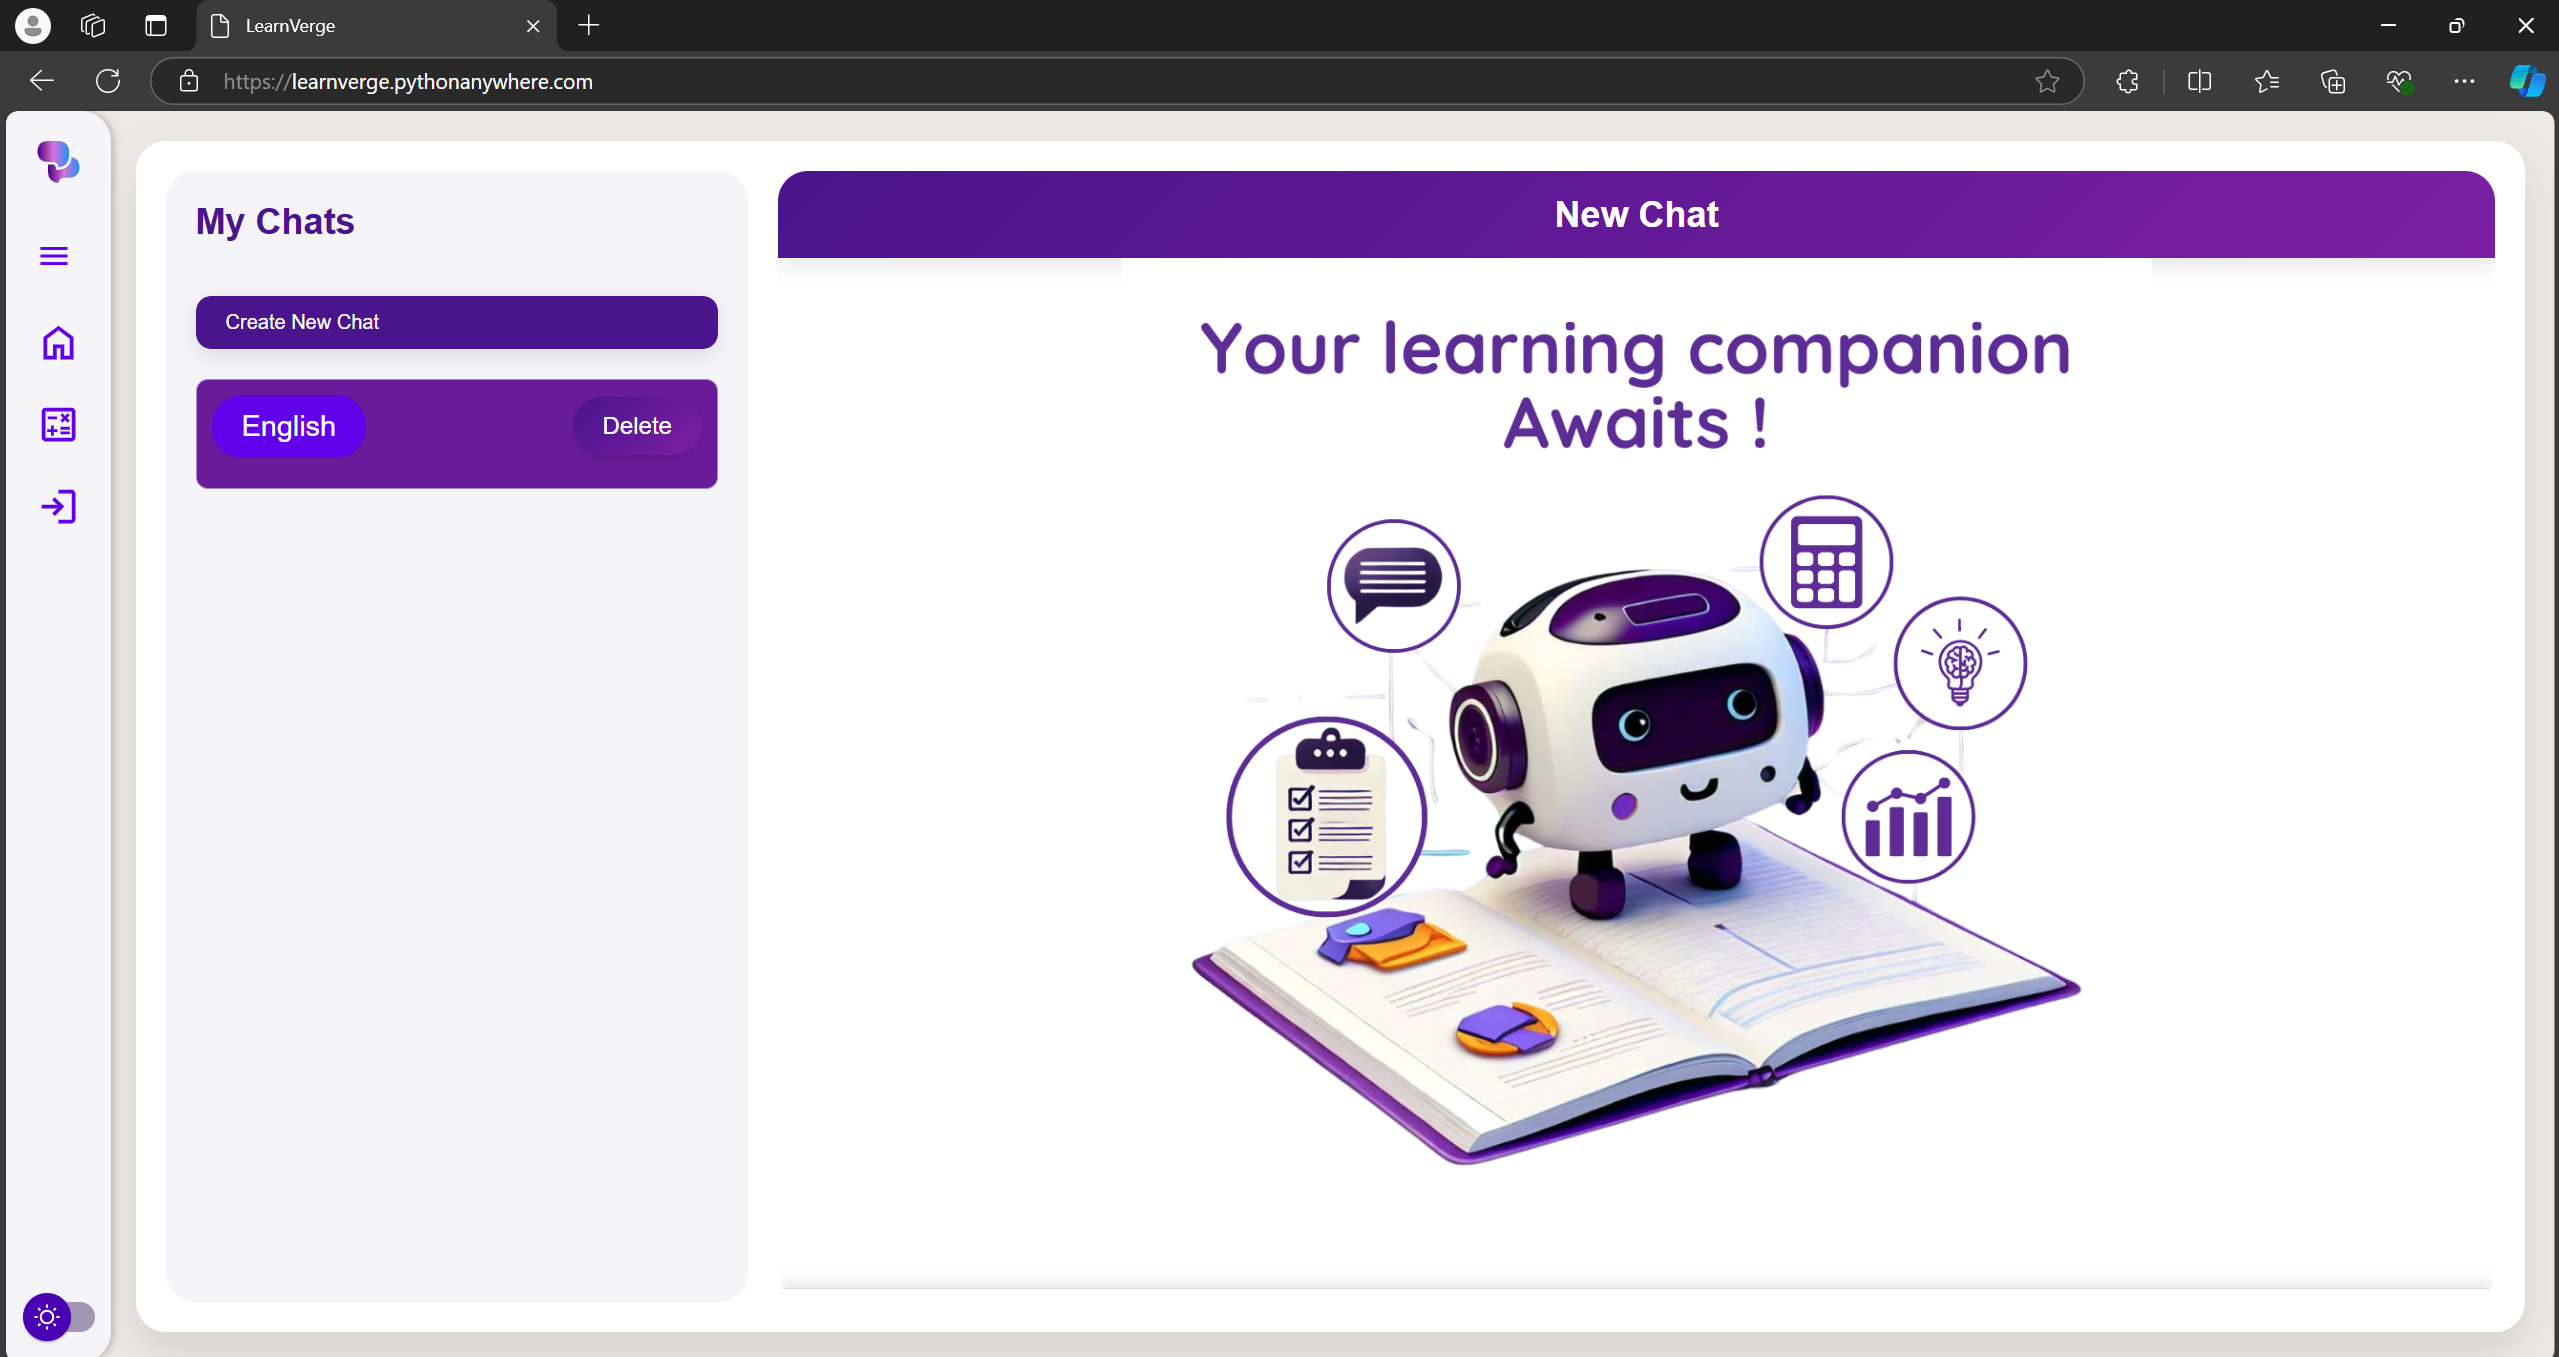 LearnVerge
https://learnverge.pythonanywhere.com
My Chats
Create New Chat
English
Delete
New Chat
Your learning companion
Awaits !